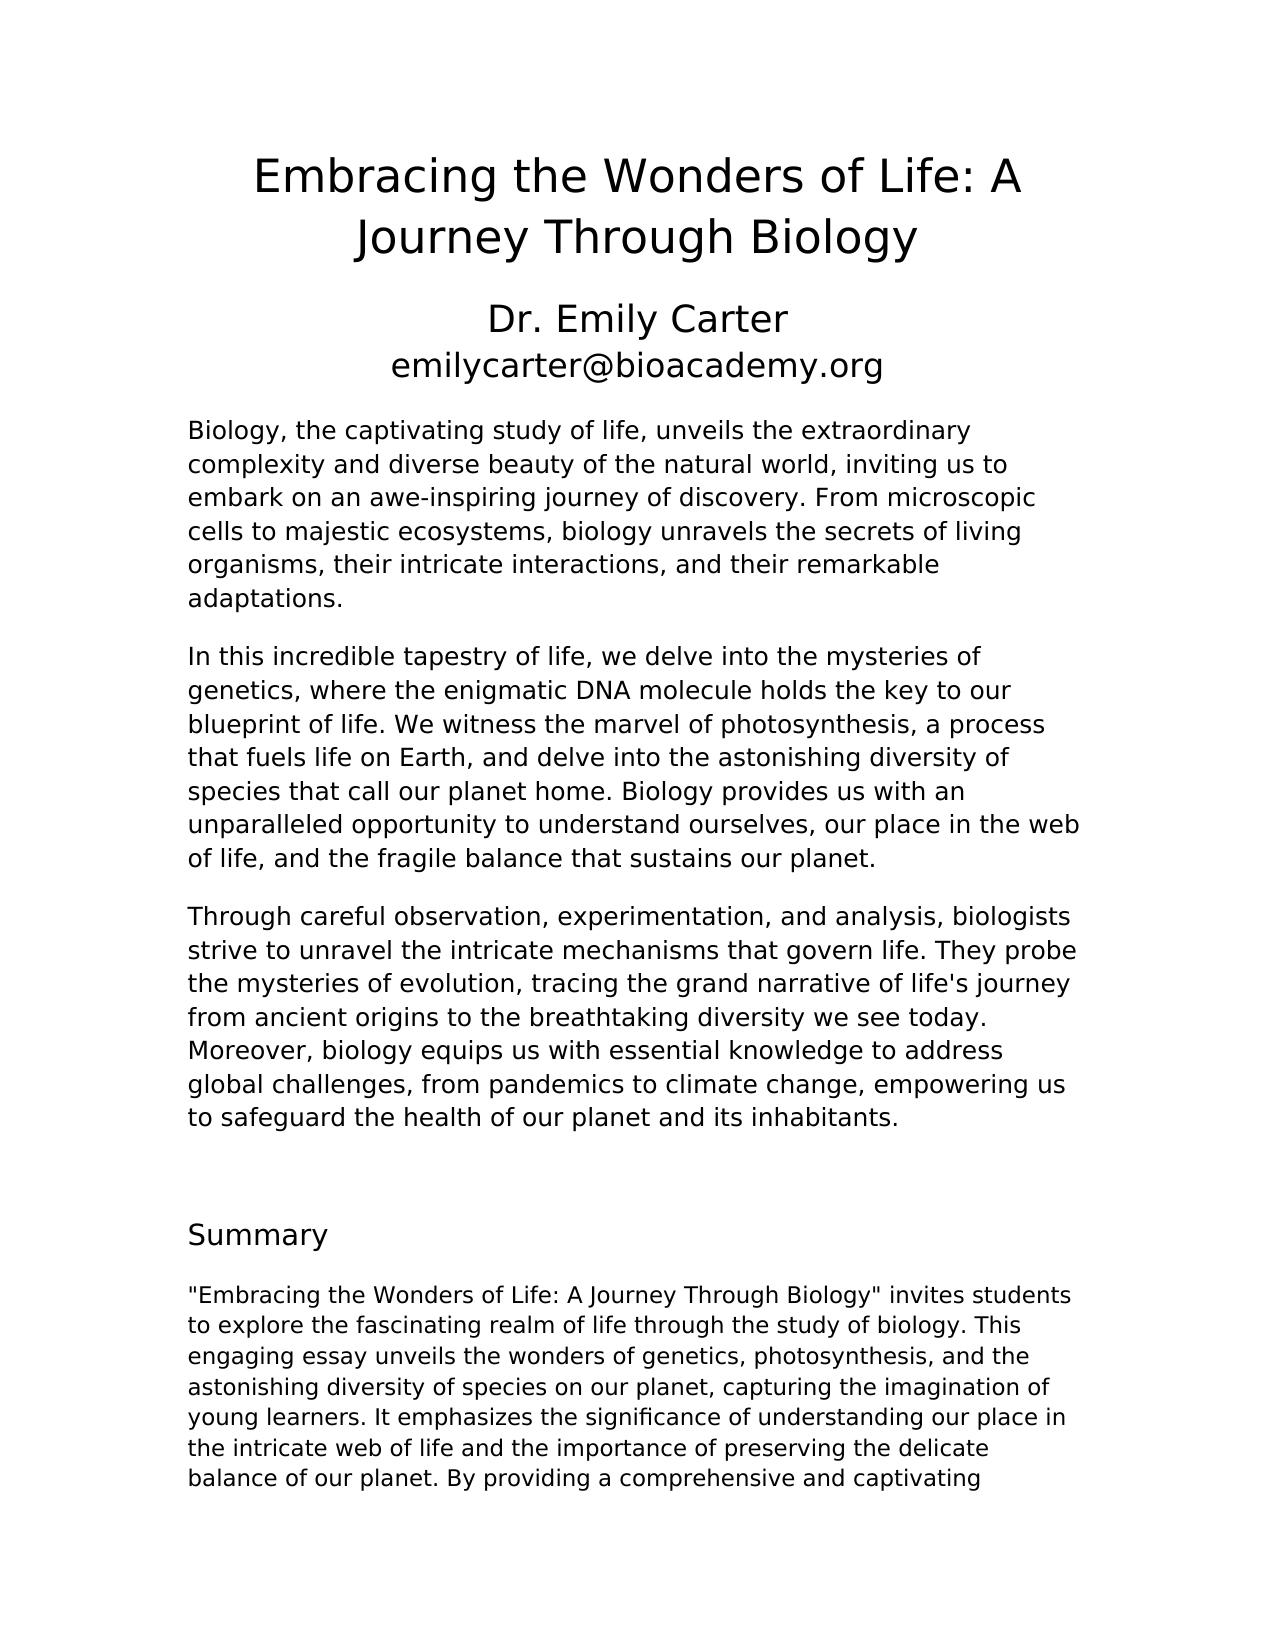 Embracing the Wonders of Life: A
Journey Through Biology
Dr. Emily Carter
emilycarter@bioacademy.org
Biology, the captivating study of life, unveils the extraordinary
complexity and diverse beauty of the natural world, inviting us to
embark on an awe-inspiring journey of discovery. From microscopic
cells to majestic ecosystems, biology unravels the secrets of living
organisms, their intricate interactions, and their remarkable
adaptations.
In this incredible tapestry of life, we delve into the mysteries of
genetics, where the enigmatic DNA molecule holds the key to our
blueprint of life. We witness the marvel of photosynthesis, a process
that fuels life on Earth, and delve into the astonishing diversity of
species that call our planet home. Biology provides us with an
unparalleled opportunity to understand ourselves, our place in the web
of life, and the fragile balance that sustains our planet.
Through careful observation, experimentation, and analysis, biologists
strive to unravel the intricate mechanisms that govern life. They probe
the mysteries of evolution, tracing the grand narrative of life's journey
from ancient origins to the breathtaking diversity we see today.
Moreover, biology equips us with essential knowledge to address
global challenges, from pandemics to climate change, empowering us
to safeguard the health of our planet and its inhabitants.
Summary
"Embracing the Wonders of Life: A Journey Through Biology" invites students
to explore the fascinating realm of life through the study of biology. This
engaging essay unveils the wonders of genetics, photosynthesis, and the
astonishing diversity of species on our planet, capturing the imagination of
young learners. It emphasizes the significance of understanding our place in
the intricate web of life and the importance of preserving the delicate
balance of our planet. By providing a comprehensive and captivating